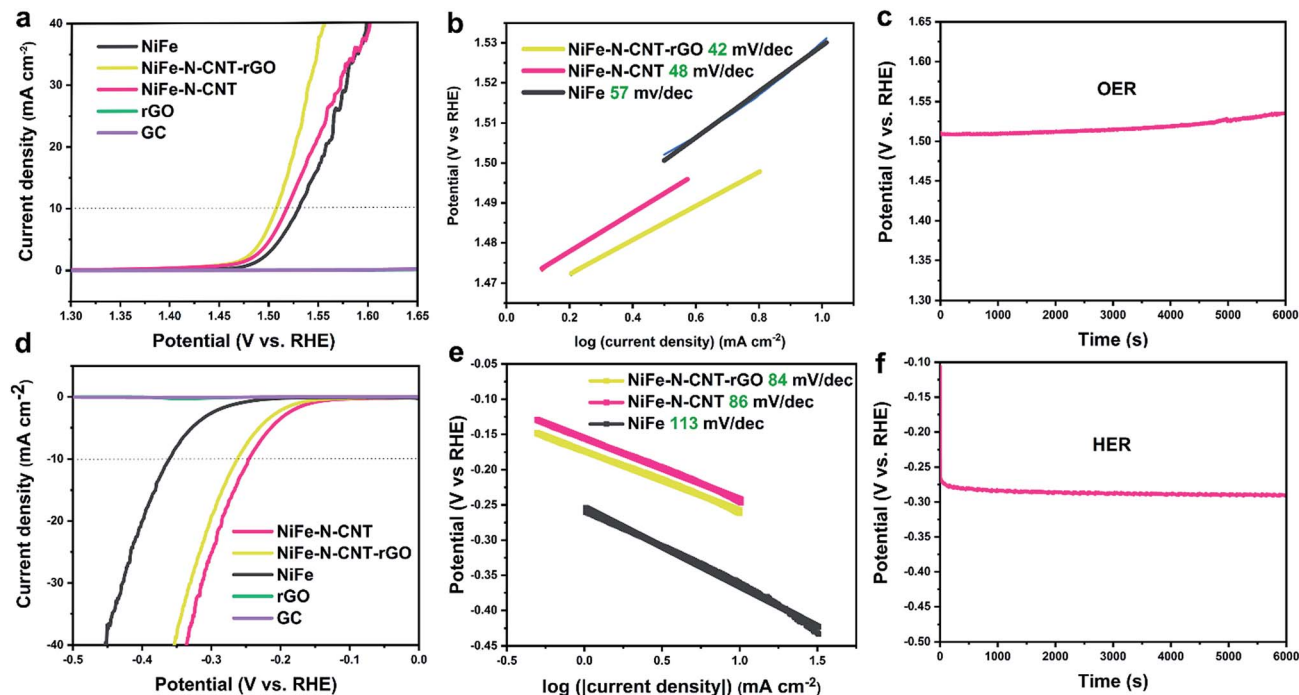 a
Current density (mA cm-2)
40
30
20
10
0
NiFe
NiFe-N-CNT-rGO
NiFe-N-CNT
rGO
GC
1.30 1.35 1.40 1.45 1.50 1.55 1.60 1.65
Potential (V vs. RHE)
b
Potential (V vs RHE)
1.53
1.52
1.51
1.50
1.49
1.48
1.47
NiFe-N-CNT-rGO 42 mV/dec
NiFe-N-CNT 48 mV/dec
NiFe 57 mv/dec
0.0 0.2 0.4 0.6 0.8 1.0
log (current density) (mA cm-2)
c
Potential (V vs. RHE)
1.65
1.60
1.55
1.50
1.45
1.40
1.35
1.30
OER
0 1000 2000 3000 4000 5000 6000
Time (s)
d
Current density (mA cm-2)
0
-10
-20
-30
-40
NiFe-N-CNT
NiFe-N-CNT-rGO
NiFe
rGO
GC
-0.5 -0.4 -0.3 -0.2 -0.1 0.0
Potential (V vs. RHE)
e
Potential (V vs RHE)
-0.05
-0.10
-0.15
-0.20
-0.25
-0.30
-0.35
-0.40
-0.45
NiFe-N-CNT-rGO 84 mV/dec
NiFe-N-CNT 86 mV/dec
NiFe 113 mV/dec
-0.5 0.0 0.5 1.0 1.5
log (|current density|) (mA cm-2)
f
Potential (V vs. RHE)
-0.10
-0.15
-0.20
-0.25
-0.30
-0.35
-0.40
-0.45
-0.50
HER
0 1000 2000 3000 4000 5000 6000
Time (s)